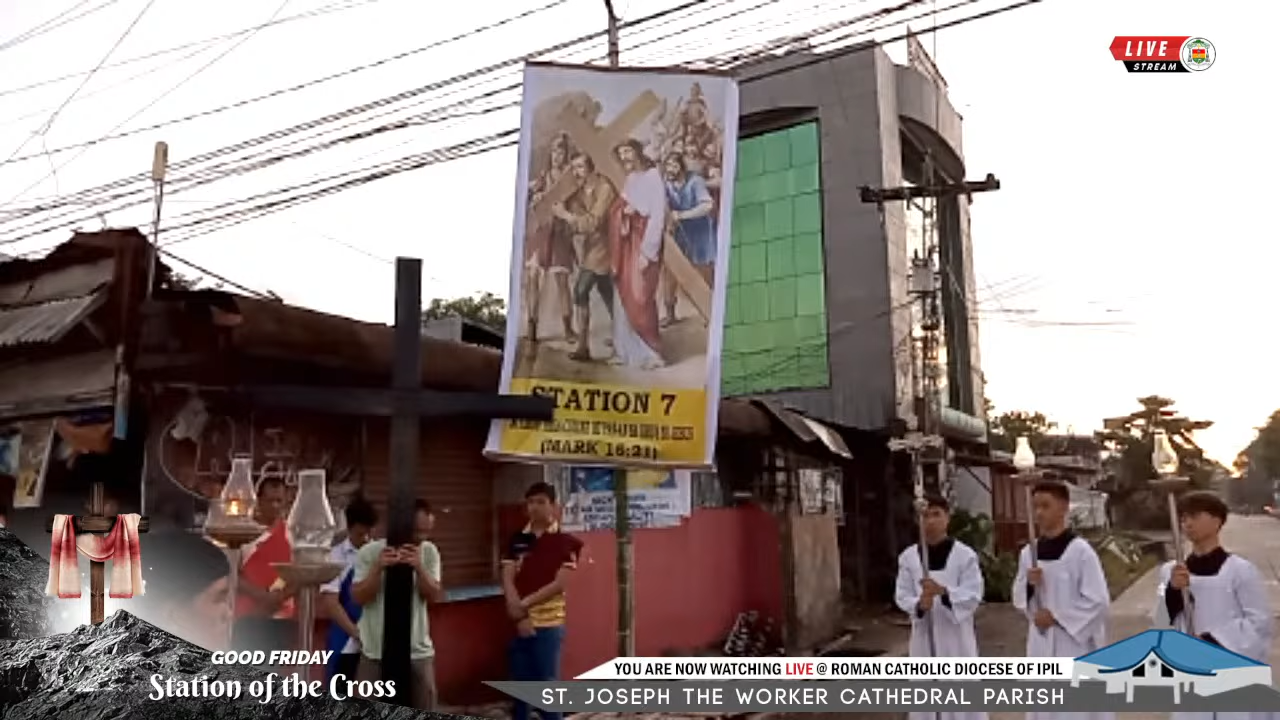 LIVE
STREAM
STATION 7
(MARK 15:21)
GOOD FRIDAY
Station of the Cross
YOU ARE NOW WATCHING LIVE @ ROMAN CATHOLIC DIOCESE OF IPIL
ST. JOSEPH THE WORKER CATHEDRAL PARISH